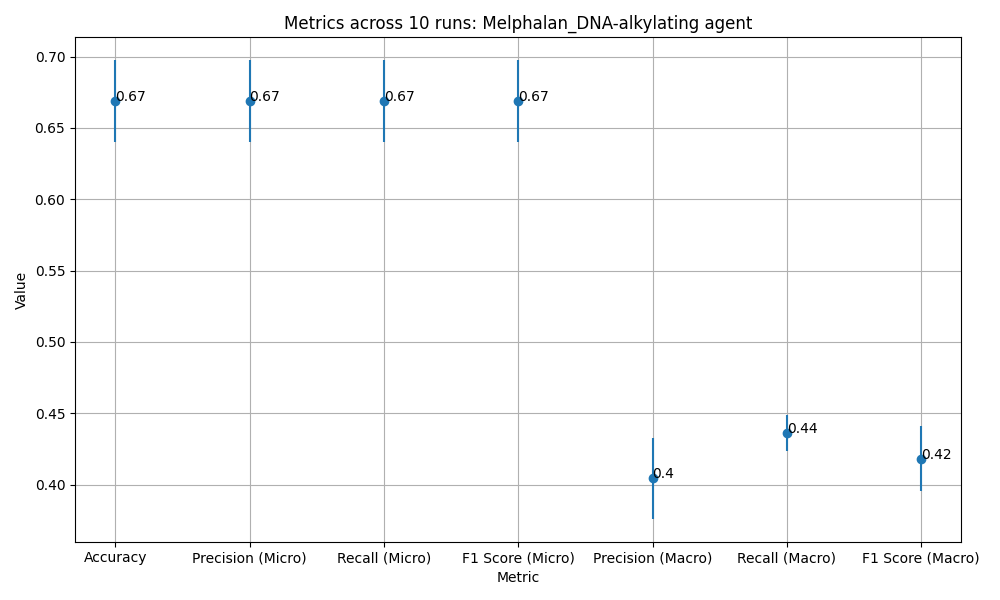 Metrics across 10 runs: Melphalan_DNA-alkylating agent
Value
0.70
0.65
0.60
0.55
0.50
0.45
0.40
0.67
0.67
0.67
0.67
0.4
0.44
0.42
Accuracy
Precision (Micro)
Recall (Micro)
F1 Score (Micro)
Precision (Macro)
Recall (Macro)
F1 Score (Macro)
Metric